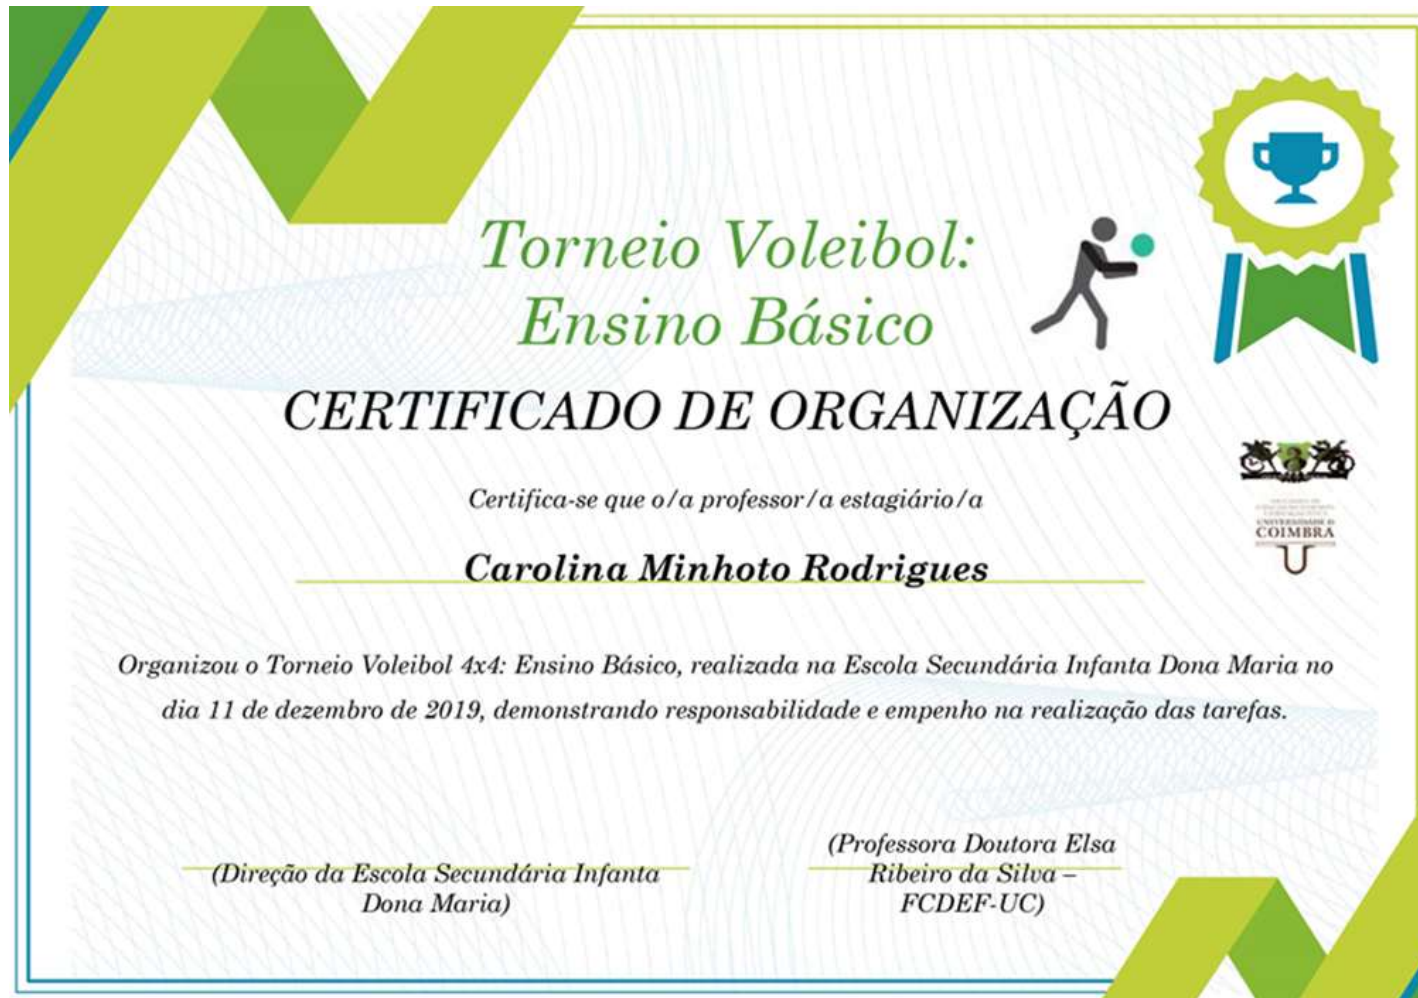 Torneio Voleibol:
Ensino Básico
CERTIFICADO DE ORGANIZAÇÃO
Certifica-se que o/a professor/a estagiário/a
UNIVERSIDADE D
COIMBRA
Carolina Minhoto Rodrigues
Organizou o Torneio Voleibol 4x4: Ensino Básico, realizada na Escola Secundária Infanta Dona Maria no
dia 11 de dezembro de 2019, demonstrando responsabilidade e empenho na realização das tarefas.
(Direção da Escola Secundária Infanta
Dona Maria)
(Professora Doutora Elsa
Ribeiro da Silva –
FCDEF-UC)